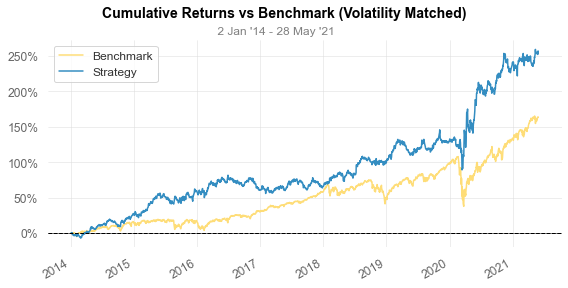 Cumulative Returns vs Benchmark (Volatility Matched)
2 Jan '14 - 28 May '21
Benchmark
Strategy
250%
200%
150%
100%
50%
0%
2014 2015 2016 2017 2018 2019 2020 2021